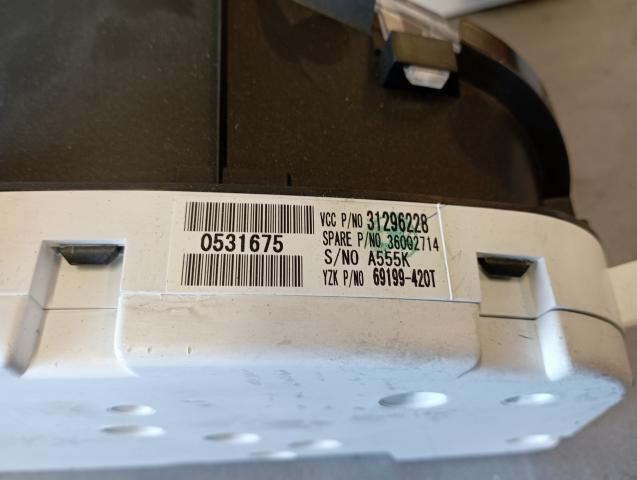 0531675
VCC P/NO 31296228
SPARE P/NO 36002714
S/NO A555K
YZK P/NO 69199-420T